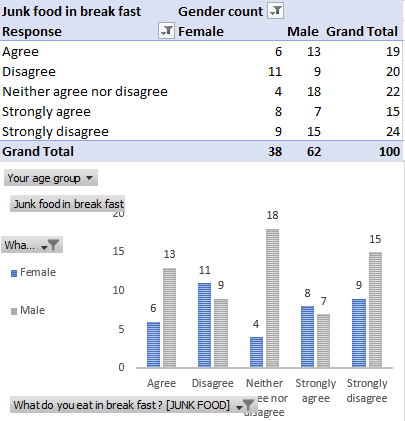 Junk food in break fast Gender count
Response Female Male Grand Total
Agree 6 13 19
Disagree 11 9 20
Neither agree nor disagree 4 18 22
Strongly agree 8 7 15
Strongly disagree 9 15 24
Grand Total 38 62 100
Your age group
Junk food in break fast
20
18
Wha...
15
15
13
11
10
9
9
8
7
6
5
4
0
Female
Male
Agree Disagree Neither Strongly Strongly
agree disagree
What do you eat in break fast? [JUNK FOOD] ee nor
disagree